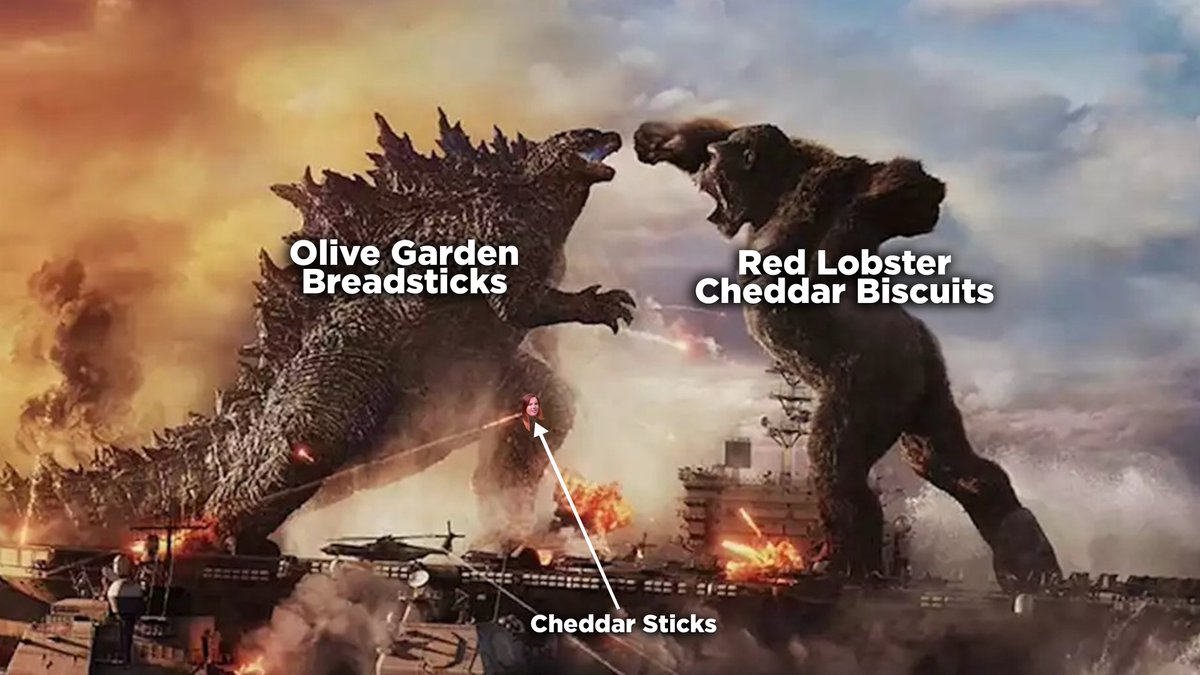 Olive Garden
Breadsticks
Red Lobster
Cheddar Biscuits
Cheddar Sticks